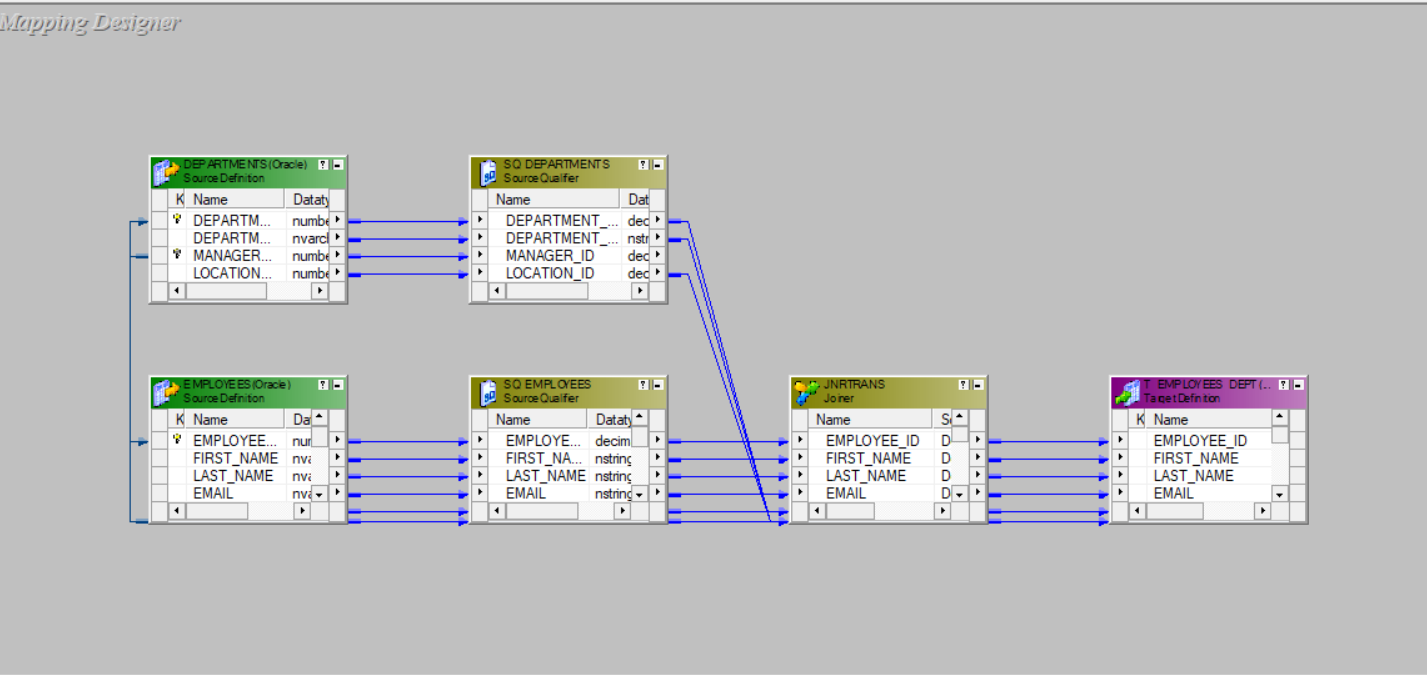 Mapping Designer
DEPARTMENTS (Oracle) ? -
Source Definition
K Name Dataty
DEPARTM... numbe
DEPARTM... nvarcl
MANAGER... numbe
LOCATION... numbe
SQ DEPARTMENTS ? -
Source Qualifier
Name Dat
DEPARTMENT_... dec
DEPARTMENT_... nstr
MANAGER_ID dec
LOCATION_ID dec
EMPLOYEES (Oracle) ? -
Source Definition
K Name Da
EMPLOYEE... nur
FIRST_NAME nva
LAST_NAME nva
EMAIL nva
SQ EMPLOYEES ? -
Source Qualifier
Name Dataty
EMPLOYE... decim
FIRST_NA... nstring
LAST_NAME nstring
EMAIL nstring
JNRTRANS ? -
Joiner
Name S
EMPLOYEE_ID D
FIRST_NAME D
LAST_NAME D
EMAIL D
T_EMPLOYEES_DEPT (... ? -
Target Definition
K Name
EMPLOYEE_ID
FIRST_NAME
LAST_NAME
EMAIL